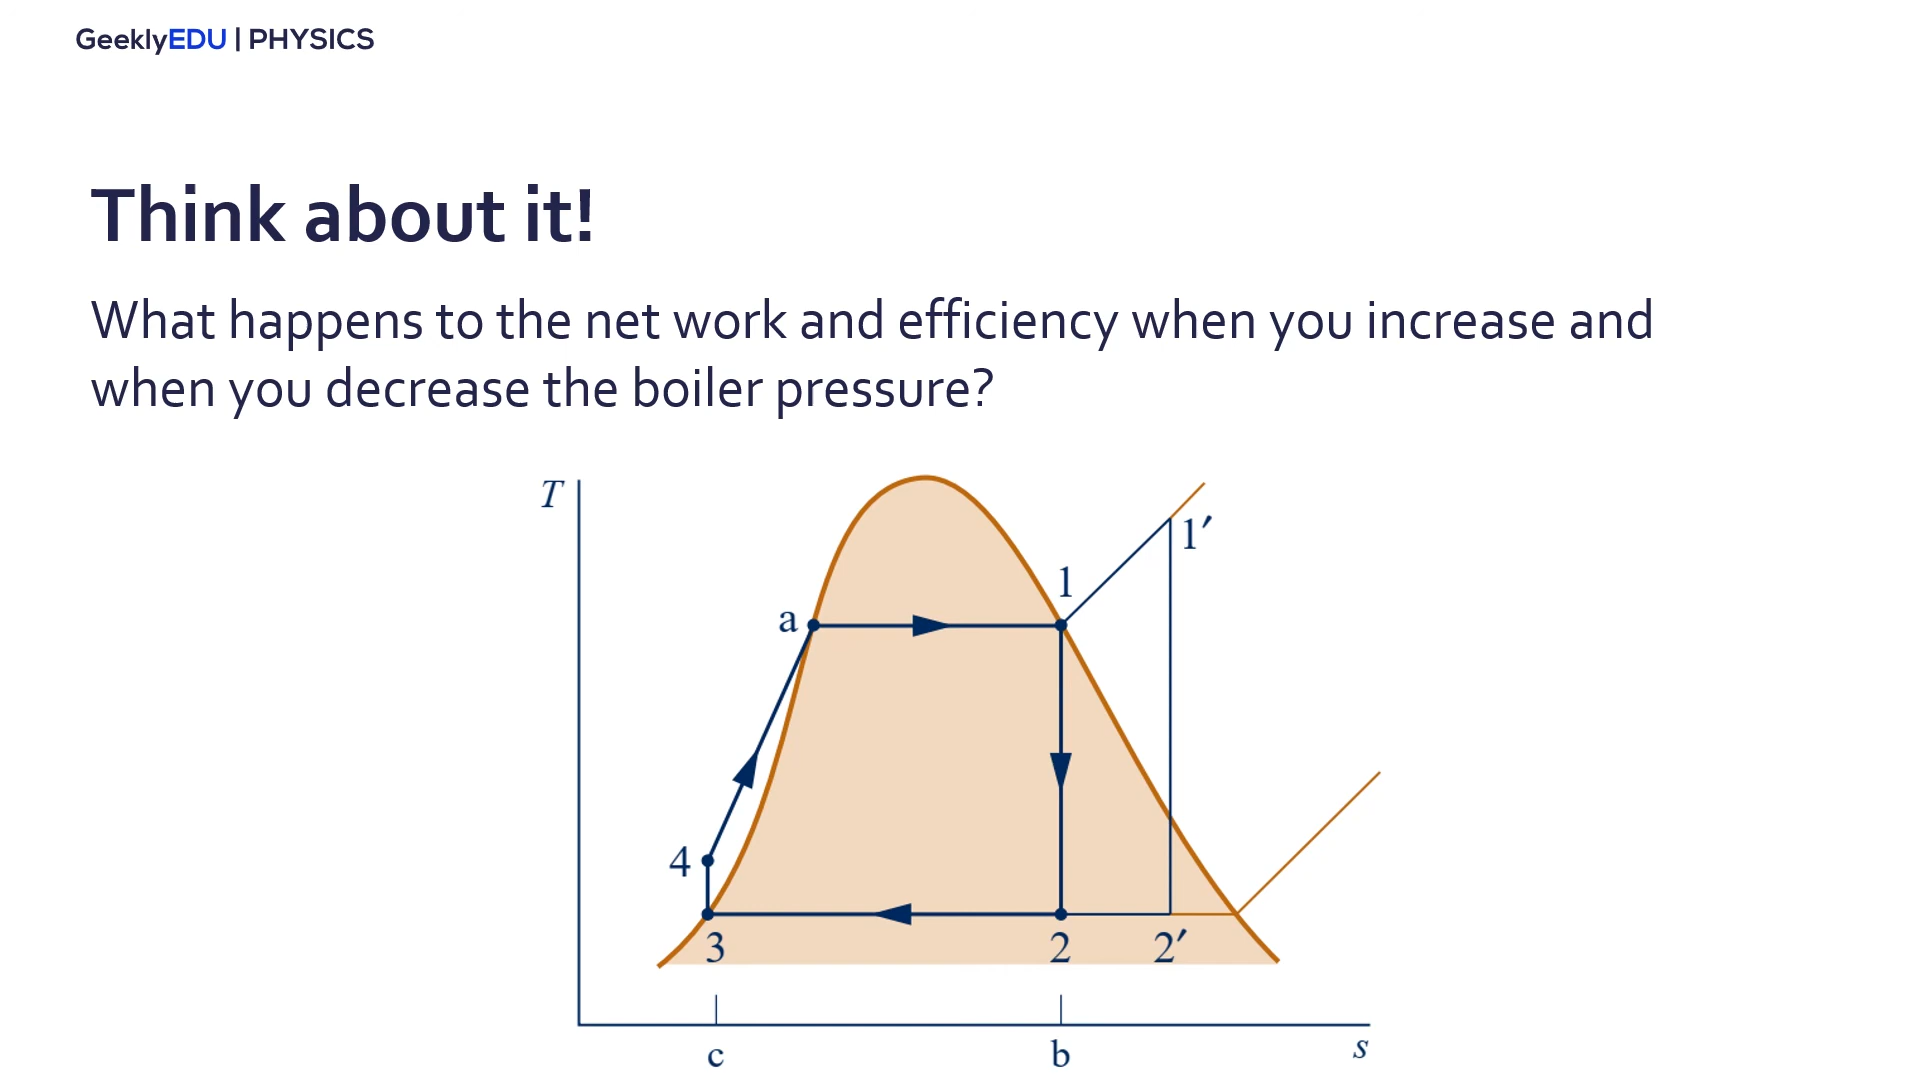 GeeklyEDU | PHYSICS
Think about it!
What happens to the net work and efficiency when you increase and
when you decrease the boiler pressure?
T
1′
1
a
4
3
2
2′
c
b
s